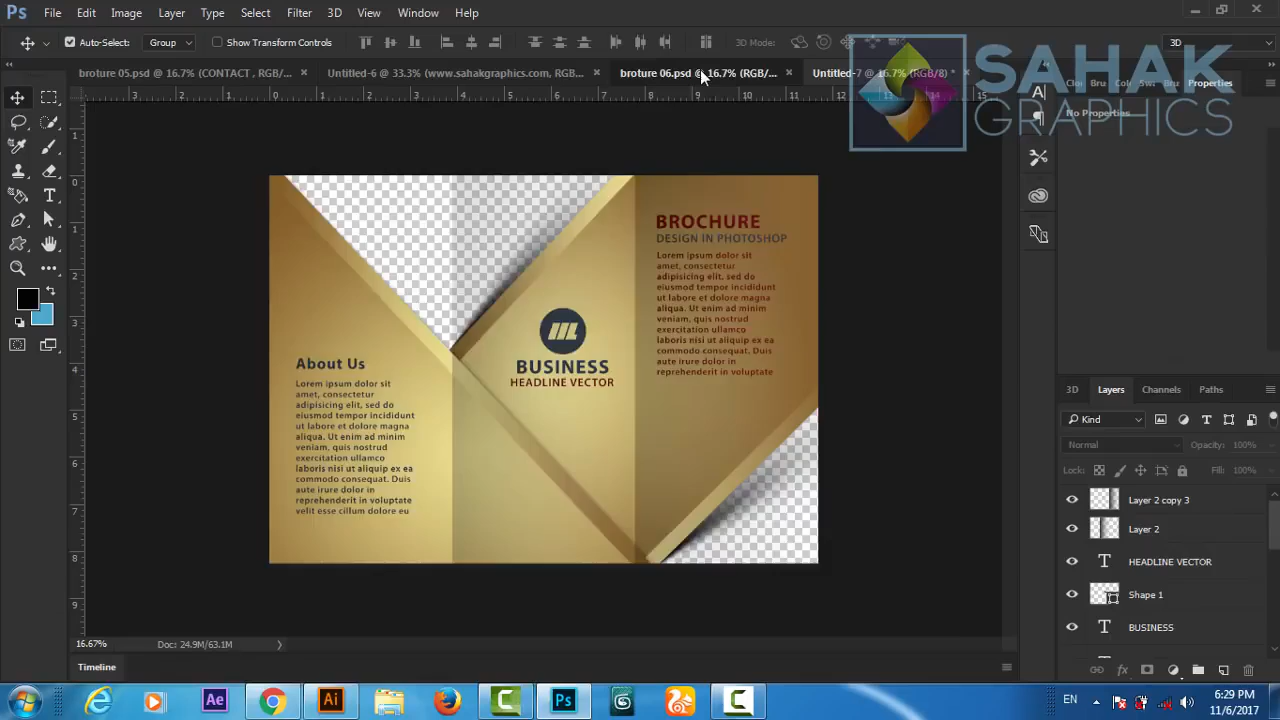 Ps File Edit Image Layer Type Select Filter 3D View Window Help
Auto-Select: Group Show Transform Controls 3D Mode: 3D
SAHAK
GRAPHICS
broture 05.psd @ 16.7% (CONTACT , RGB/8) × Untitled-6 @ 33.3% (www.sahakgraphics.com, RGB... × broture 06.psd @ 16.7% (RGB/... × Untitled-7 @ 16.7% (RGB/8) * ×
Properties
No Properties
BROCHURE
DESIGN IN PHOTOSHOP
Lorem ipsum dolor sit
amet, consectetur
adipisicing elit, sed do
eiusmod tempor incididunt
ut labore et dolore magna
aliqua. Ut enim ad minim
veniam, quis nostrud
exercitation ullamco
laboris nisi ut aliquip ex ea
commodo consequat. Duis
aute irure dolor in
reprehenderit in voluptate
BUSINESS
HEADLINE VECTOR
About Us
Lorem ipsum dolor sit
amet, consectetur
adipisicing elit, sed do
eiusmod tempor incididunt
ut labore et dolore magna
aliqua. Ut enim ad minim
veniam, quis nostrud
exercitation ullamco
laboris nisi ut aliquip ex ea
commodo consequat. Duis
aute irure dolor in
reprehenderit in voluptate
velit esse cillum dolore eu
3D Layers Channels Paths
Kind
Normal Opacity: 100%
Lock: Fill: 100%
Layer 2 copy 3
Layer 2
HEADLINE VECTOR
Shape 1
BUSINESS
16.67% Doc: 24.9M/63.1M
Timeline
Ae Ai Ps EN 6:29 PM
11/6/2017